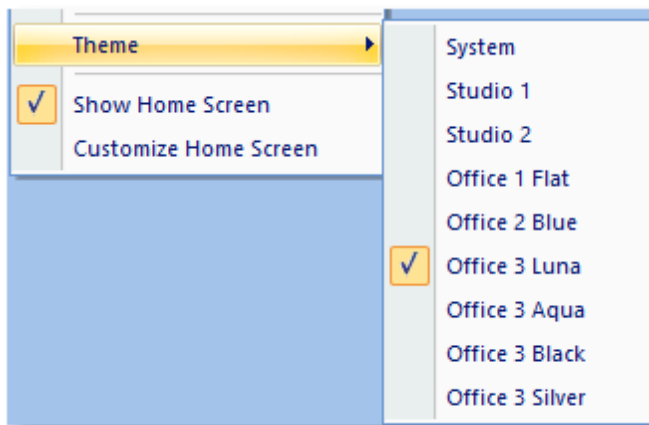 Theme
Show Home Screen
Customize Home Screen
System
Studio 1
Studio 2
Office 1 Flat
Office 2 Blue
Office 3 Luna
Office 3 Aqua
Office 3 Black
Office 3 Silver